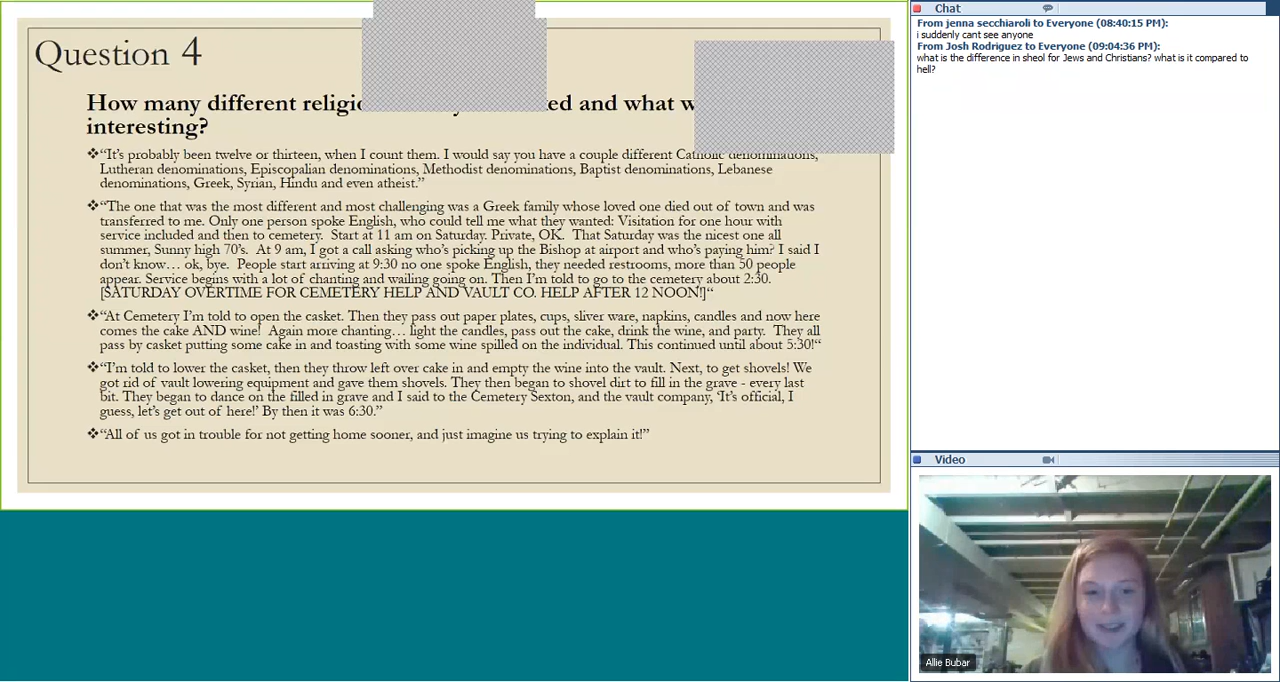 Question 4
How many different religio ed and what w
interesting?
❖“It’s probably been twelve or thirteen, when I count them. I would say you have a couple different Catholic denominations,
Lutheran denominations, Episcopalian denominations, Methodist denominations, Baptist denominations, Lebanese
denominations, Greek, Syrian, Hindu and even atheist.”
❖“The one that was the most different and most challenging was a Greek family whose loved one died out of town and was
transferred to me. Only one person spoke English, who could tell me what they wanted: Visitation for one hour with
service included and then to cemetery.  Start at 11 am on Saturday. Private, OK.  That Saturday was the nicest one all
summer, Sunny high 70’s.  At 9 am, I got a call asking who’s picking up the Bishop at airport and who’s paying him? I said I
don’t know… ok, bye.  People start arriving at 9:30 no one spoke English, they needed restrooms, more than 50 people
appear. Service begins with a lot of chanting and wailing going on. Then I’m told to go to the cemetery about 2:30.
[SATURDAY OVERTIME FOR CEMETERY HELP AND VAULT CO. HELP AFTER 12 NOON!]“
❖“At Cemetery I’m told to open the casket. Then they pass out paper plates, cups, sliver ware, napkins, candles and now here
comes the cake AND wine!  Again more chanting… light the candles, pass out the cake, drink the wine, and party.  They all
pass by casket putting some cake in and toasting with some wine spilled on the individual. This continued until about 5:30!“
❖“I’m told to lower the casket, then they throw left over cake in and empty the wine into the vault. Next, to get shovels! We
got rid of vault lowering equipment and gave them shovels. They then began to shovel dirt to fill in the grave - every last
bit. They began to dance on the filled in grave and I said to the Cemetery Sexton, and the vault company, ‘It’s official, I
guess, let’s get out of here!’ By then it was 6:30.”
❖“All of us got in trouble for not getting home sooner, and just imagine us trying to explain it!”
Chat
From jenna secchiaroli to Everyone (08:40:15 PM):
i suddenly cant see anyone
From Josh Rodriguez to Everyone (09:04:36 PM):
what is the difference in sheol for Jews and Christians? what is it compared to
hell?
Video
Allie Bubar